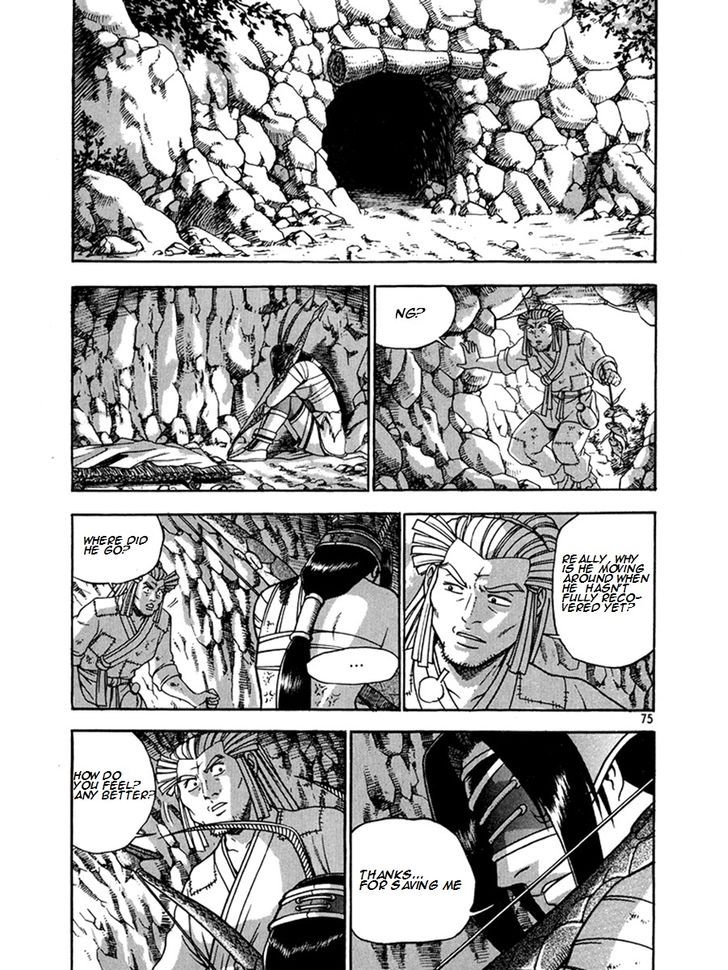 NG?
WHERE DID
HE GO?
...
REALLY, WHY
IS HE MOVING
AROUND WHEN
HE HASN'T
FULLY RECO-
VERED YET?
75
HOW DO
YOU FEEL?
ANY BETTER?
THANKS...
FOR SAVING ME